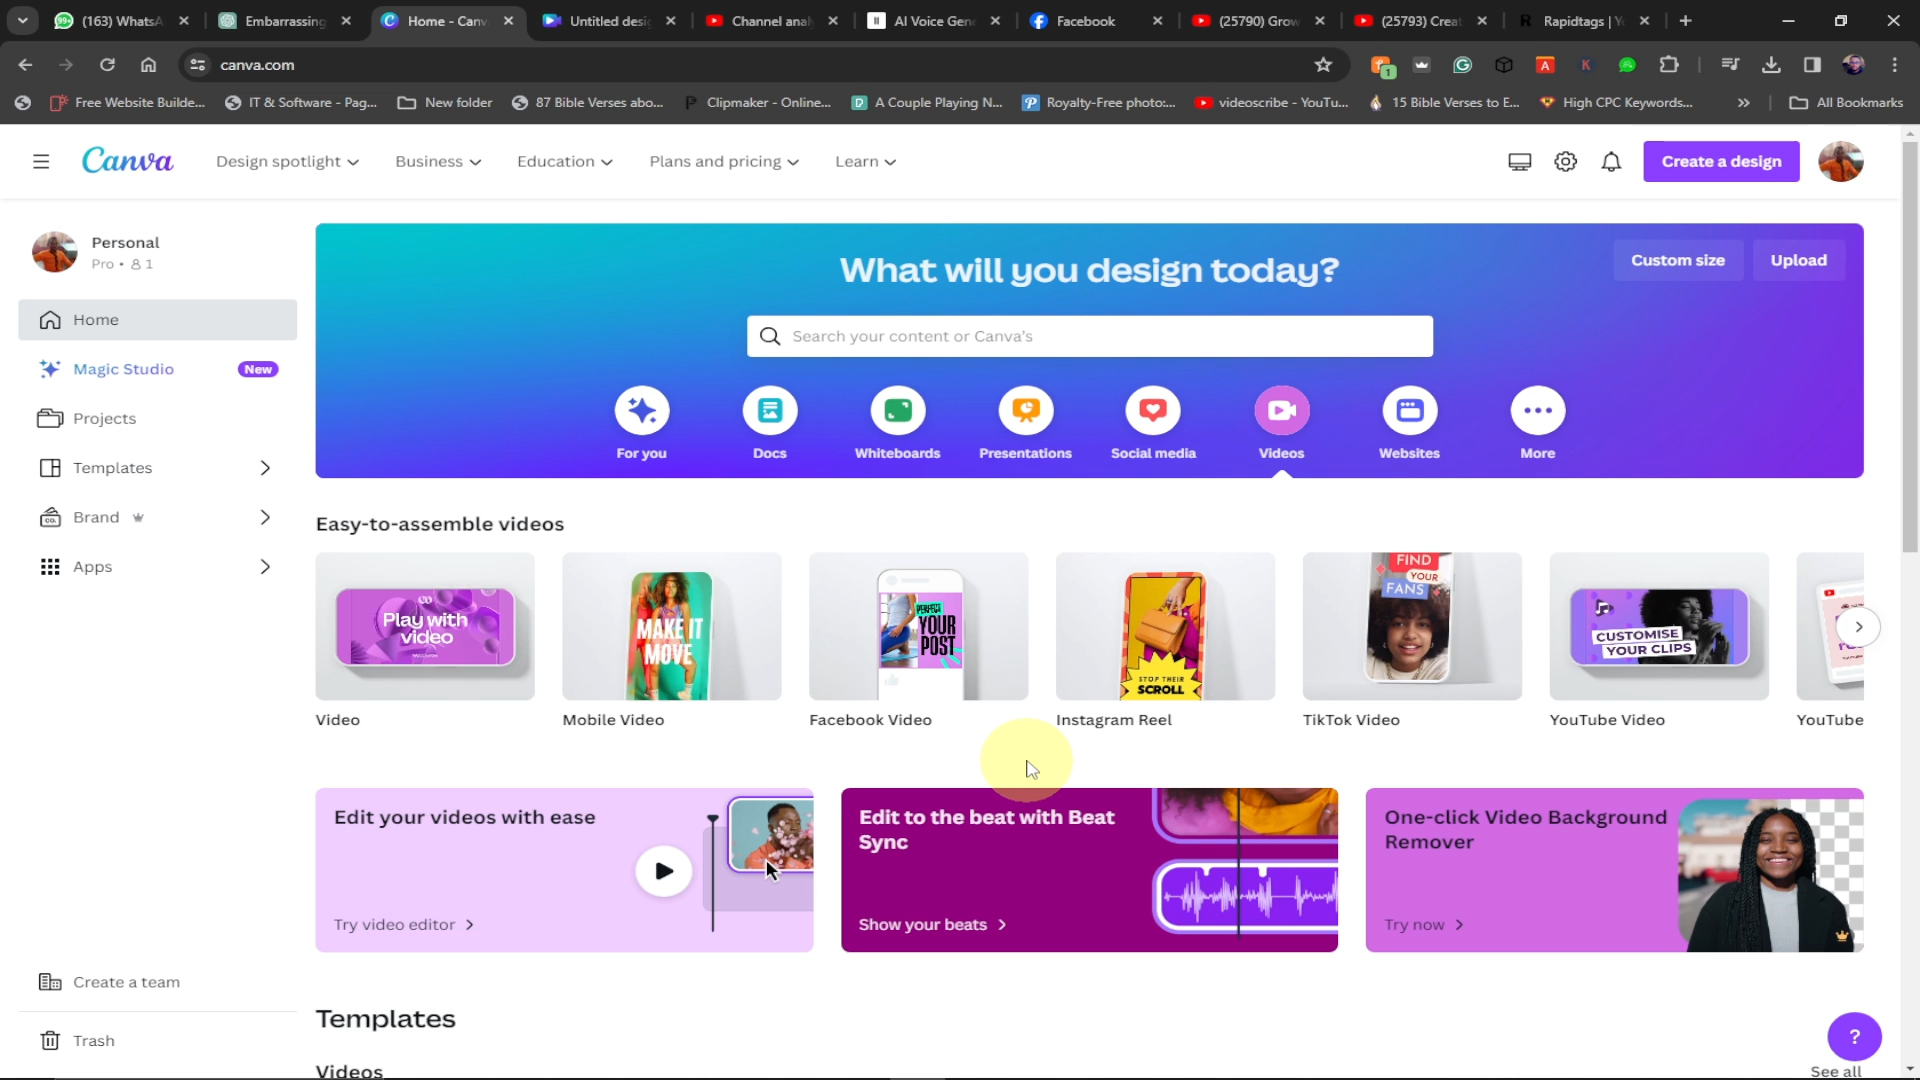 (163) WhatsA
Embarrassing
Home - Canv
Untitled desi
Channel anal
AI Voice Gen
Facebook
(25790) Grow
(25793) Creat
Rapidtags | Y
canva.com
1
Free Website Builde...
IT & Software - Pag...
New folder
87 Bible Verses abo...
Clipmaker - Online...
A Couple Playing N...
Royalty-Free photo:...
videoscribe - YouTu...
15 Bible Verses to E...
High CPC Keywords...
All Bookmarks
Canva
Design spotlight
Business
Education
Plans and pricing
Learn
Create a design
Personal
Pro • 1
Home
Magic Studio New
Projects
Templates
Brand
Apps
Create a team
Trash
What will you design today?
Custom size
Upload
Search your content or Canva's
For you
Docs
Whiteboards
Presentations
Social media
Videos
Websites
More
Easy-to-assemble videos
Play with
video
MAKE IT
MOVE
PERFECT
YOUR
POST
STOP THEIR
SCROLL
FIND
YOUR
FANS
CUSTOMISE
YOUR CLIPS
Video
Mobile Video
Facebook Video
Instagram Reel
TikTok Video
YouTube Video
YouTube
Edit your videos with ease
Try video editor
Edit to the beat with Beat
Sync
Show your beats
One-click Video Background
Remover
Try now
Templates
Videos
?
See all